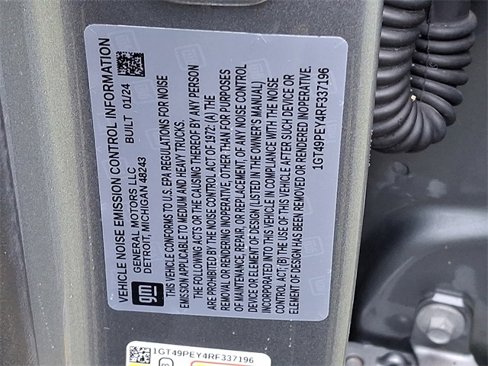 VEHICLE NOISE EMISSION CONTROL INFORMATION
GENERAL MOTORS LLC BUILT 01/24
DETROIT, MICHIGAN 48243
gm
THIS VEHICLE CONFORMS TO U.S. EPA REGULATIONS FOR NOISE
APPLICABLE TO MEDIUM AND HEAVY TRUCKS.
THE FOLLOWING ACTS OR THE CAUSING THEREOF BY ANY PERSON
ARE PROHIBITED BY THE NOISE CONTROL ACT OF 1972: (A) THE
REMOVAL OR RENDERING INOPERATIVE, OTHER THAN FOR PURPOSES
OF MAINTENANCE, REPAIR, OR REPLACEMENT, OF ANY NOISE CONTROL
DEVICE OR ELEMENT OF DESIGN (LISTED IN THE OWNER'S MANUAL)
INCORPORATED INTO THIS VEHICLE IN COMPLIANCE WITH THE NOISE
CONTROL ACT; (B) THE USE OF THIS VEHICLE AFTER SUCH DEVICE OR
ELEMENT OF DESIGN HAS BEEN REMOVED OR RENDERED INOPERATIVE.
1GT49PEY4RF337196
1GT49PEY4RF337196